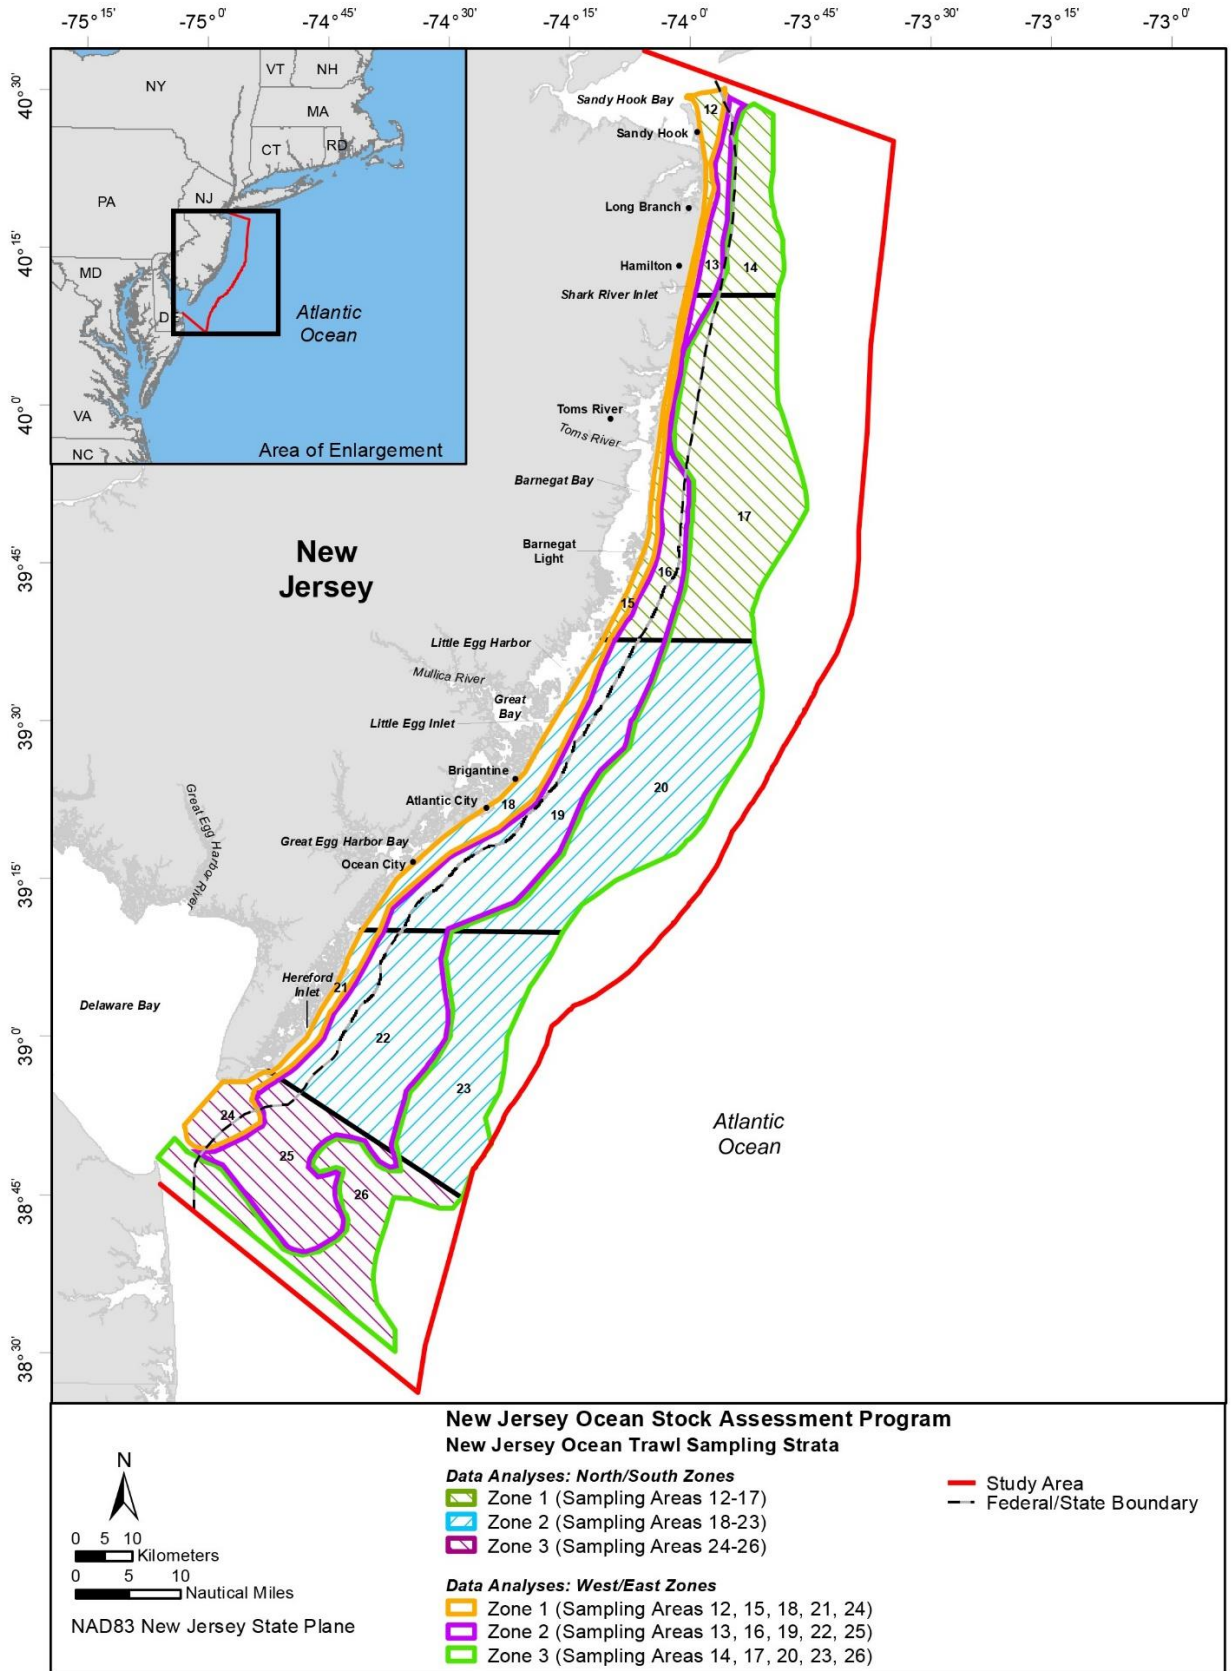 -75°15' -75°0' -74°45' -74°30' -74°15' -74°0' -73°45' -73°30' -73°15' -73°0'
40°30'
40°15'
40°0'
39°45'
39°30'
39°15'
39°0'
38°45'
38°30'
NY
VT
NH
MA
CT
RD
PA
NJ
MD
DE
VA
NC
Atlantic
Ocean
Area of Enlargement
Sandy Hook Bay
12
Sandy Hook
Long Branch
Hamilton
13
14
Shark River Inlet
Toms River
Toms River
Barnegat Bay
17
New
Jersey
Barnegat
Light
16
15
Little Egg Harbor
Mullica River
Great
Bay
Little Egg Inlet
Brigantine
20
Atlantic City
18
19
Great Egg Harbor River
Great Egg Harbor Bay
Ocean City
Hereford
Inlet
21
Delaware Bay
22
23
24
Atlantic
Ocean
25
26
New Jersey Ocean Stock Assessment Program
New Jersey Ocean Trawl Sampling Strata
Data Analyses: North/South Zones
Zone 1 (Sampling Areas 12-17)
Zone 2 (Sampling Areas 18-23)
Zone 3 (Sampling Areas 24-26)
Data Analyses: West/East Zones
Zone 1 (Sampling Areas 12, 15, 18, 21, 24)
Zone 2 (Sampling Areas 13, 16, 19, 22, 25)
Zone 3 (Sampling Areas 14, 17, 20, 23, 26)
Study Area
Federal/State Boundary
N
0 5 10
Kilometers
0 5 10
Nautical Miles
NAD83 New Jersey State Plane